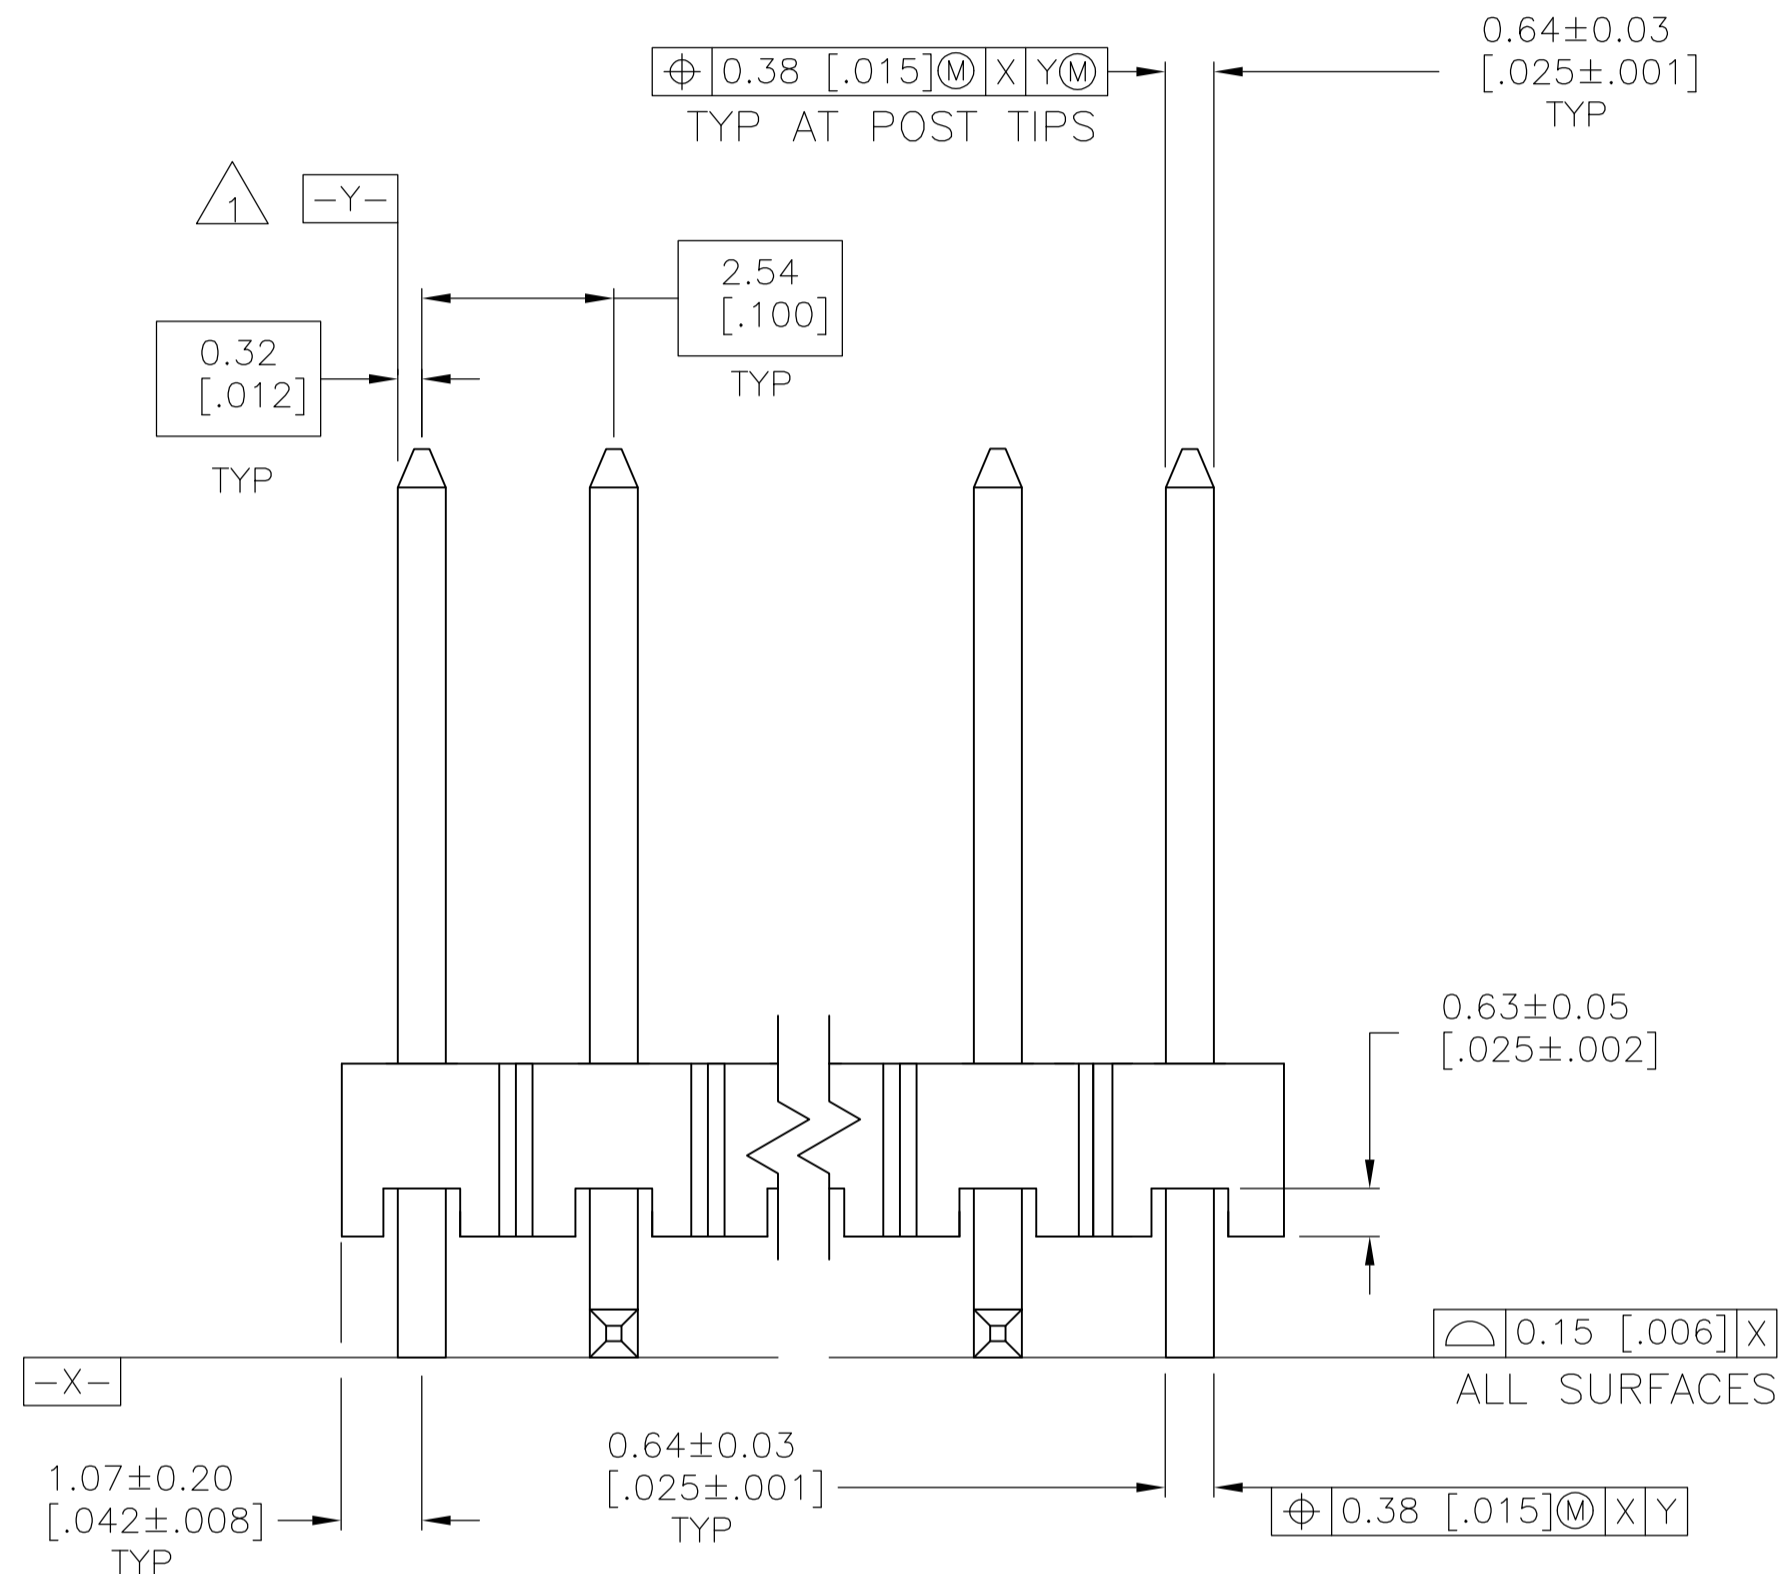 0.64±0.03
[.025±.001]
TYP
⌖ 0.38 [.015]Ⓜ X YⓂ
TYP AT POST TIPS
1
-Y-
2.54
[.100]
TYP
0.32
[.012]
TYP
0.63±0.05
[.025±.002]
⌓ 0.15 [.006] X
ALL SURFACES
-X-
0.64±0.03
[.025±.001]
TYP
1.07±0.20
[.042±.008]
TYP
⌖ 0.38 [.015]Ⓜ X Y